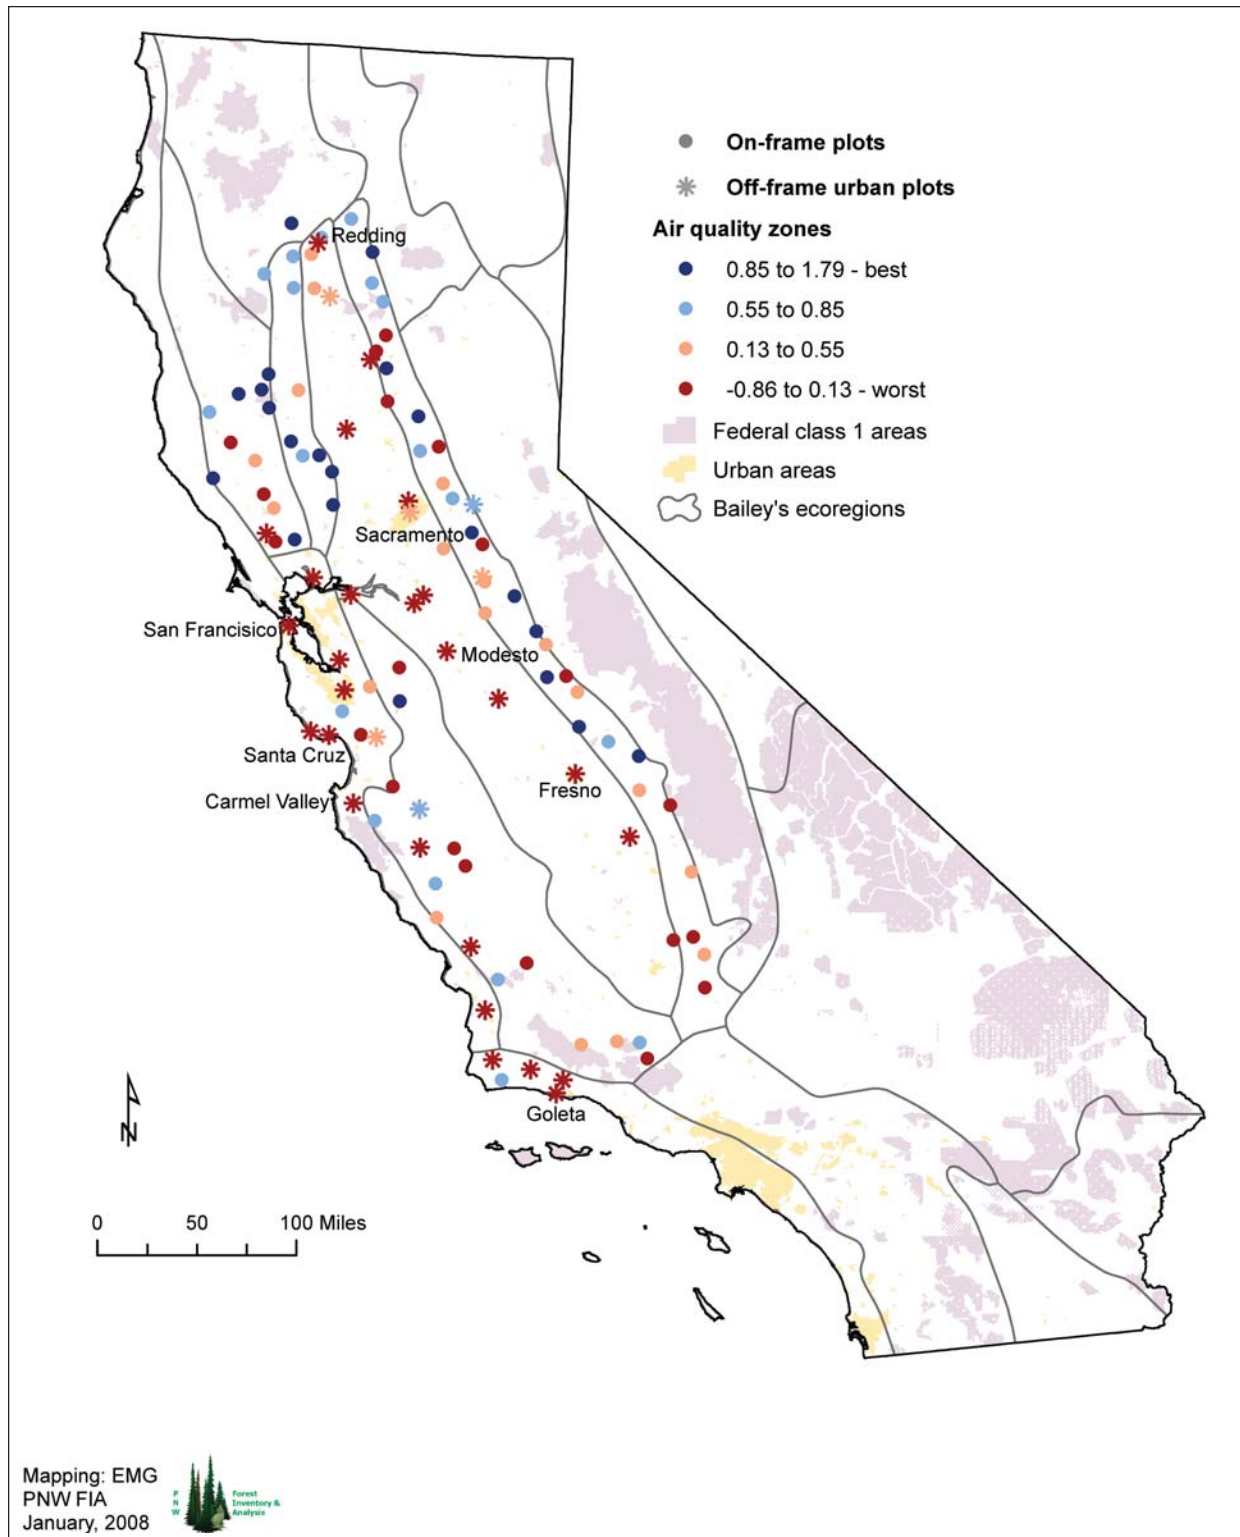 On-frame plots
Off-frame urban plots
Air quality zones
0.85 to 1.79 - best
0.55 to 0.85
0.13 to 0.55
-0.86 to 0.13 - worst
Federal class 1 areas
Urban areas
Bailey's ecoregions
Redding
Sacramento
San Francisico
Modesto
Santa Cruz
Carmel Valley
Fresno
Goleta
N
0 50 100 Miles
Mapping: EMG
PNW FIA
January, 2008
P
N
W
Forest
Inventory &
Analysis